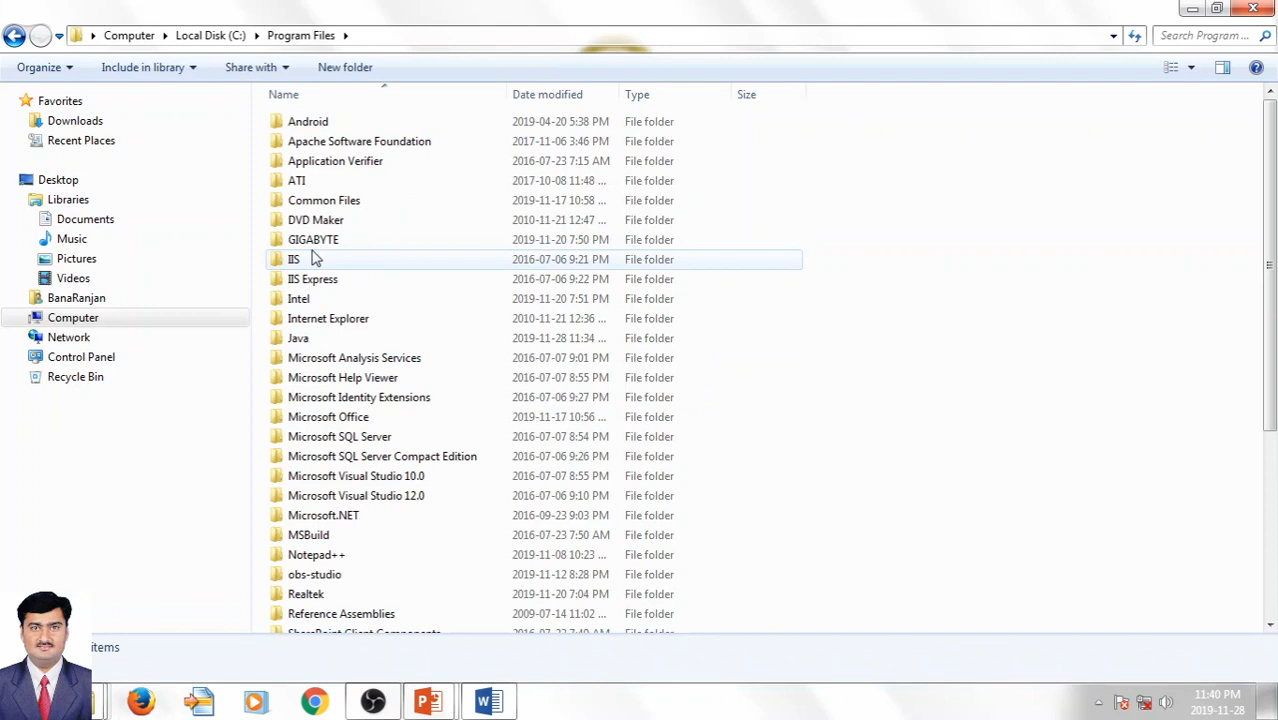 Computer Local Disk (C:) Program Files Search Program ...
Organize Include in library Share with New folder
Name Date modified Type Size
Favorites
Downloads
Recent Places
Desktop
Libraries
Documents
Music
Pictures
Videos
BanaRanjan
Computer
Network
Control Panel
Recycle Bin
Android 2019-04-20 5:38 PM File folder
Apache Software Foundation 2017-11-06 3:46 PM File folder
Application Verifier 2016-07-23 7:15 AM File folder
ATI 2017-10-08 11:48 ... File folder
Common Files 2019-11-17 10:58 ... File folder
DVD Maker 2010-11-21 12:47 ... File folder
GIGABYTE 2019-11-20 7:50 PM File folder
IIS 2016-07-06 9:21 PM File folder
IIS Express 2016-07-06 9:22 PM File folder
Intel 2019-11-20 7:51 PM File folder
Internet Explorer 2010-11-21 12:36 ... File folder
Java 2019-11-28 11:34 ... File folder
Microsoft Analysis Services 2016-07-07 9:01 PM File folder
Microsoft Help Viewer 2016-07-07 8:55 PM File folder
Microsoft Identity Extensions 2016-07-06 9:27 PM File folder
Microsoft Office 2019-11-17 10:56 ... File folder
Microsoft SQL Server 2016-07-07 8:54 PM File folder
Microsoft SQL Server Compact Edition 2016-07-06 9:26 PM File folder
Microsoft Visual Studio 10.0 2016-07-07 8:55 PM File folder
Microsoft Visual Studio 12.0 2016-07-06 9:10 PM File folder
Microsoft.NET 2016-09-23 9:03 PM File folder
MSBuild 2016-07-23 7:50 AM File folder
Notepad++ 2019-11-08 10:23 ... File folder
obs-studio 2019-11-12 8:28 PM File folder
Realtek 2019-11-20 7:04 PM File folder
Reference Assemblies 2009-07-14 11:02 ... File folder
SharePoint Client Components 2016-07-23 7:49 AM File folder
items
11:40 PM
2019-11-28